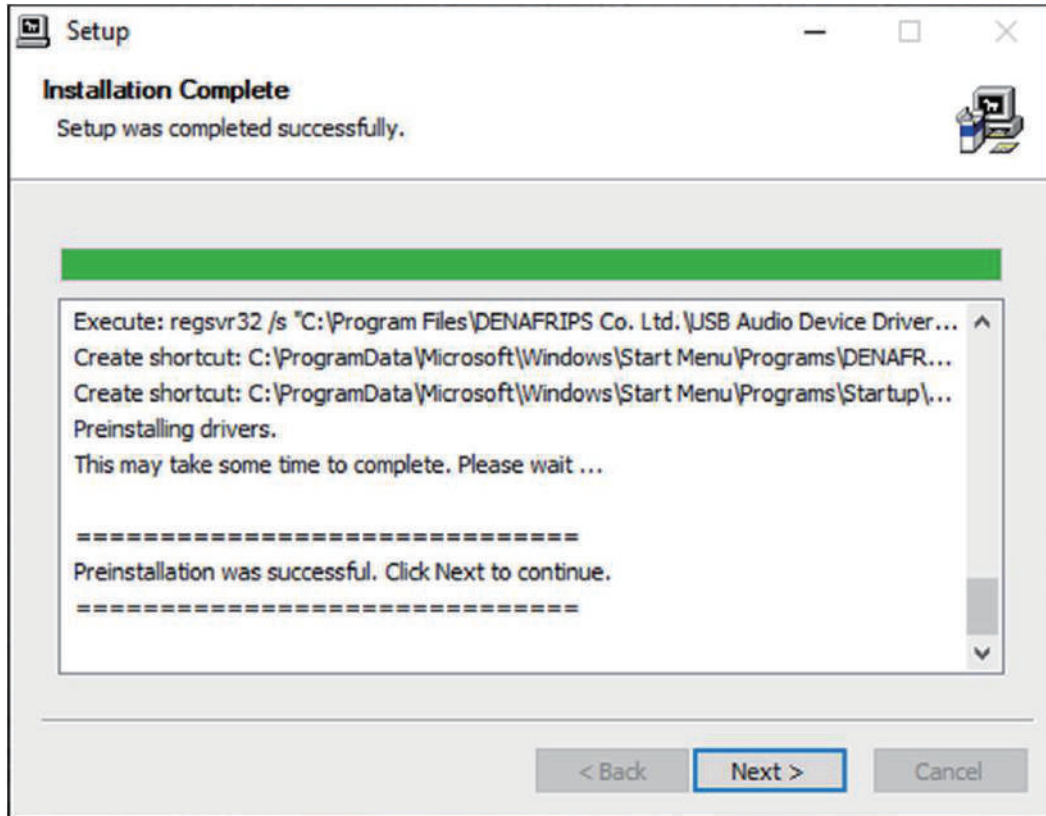 Setup
Installation Complete
Setup was completed successfully.
Execute: regsvr32 /s "C:\Program Files\DENAFRIPS Co. Ltd.\USB Audio Device Driver...
Create shortcut: C:\ProgramData\Microsoft\Windows\Start Menu\Programs\DENAFR...
Create shortcut: C:\ProgramData\Microsoft\Windows\Start Menu\Programs\Startup\...
Preinstalling drivers.
This may take some time to complete. Please wait ...
==============================
Preinstallation was successful. Click Next to continue.
==============================
< Back
Next >
Cancel